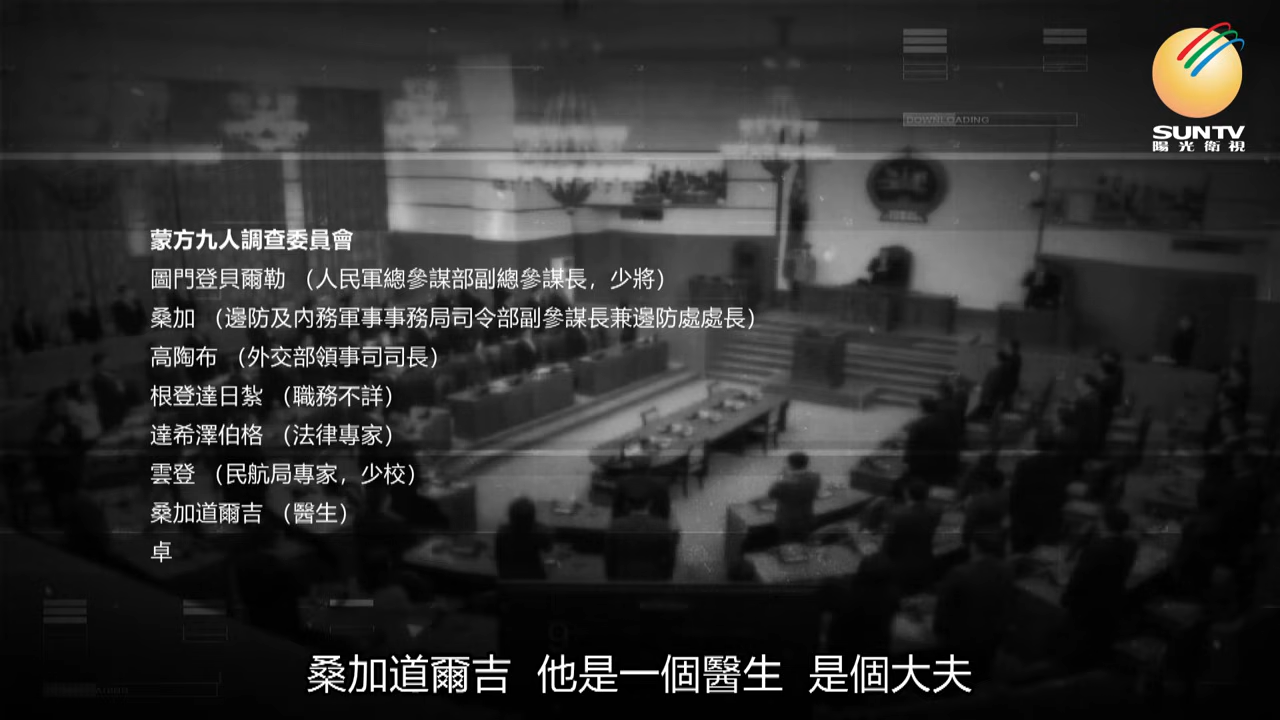 SUNTV
陽光衛視
DOWNLOADING
蒙方九人調查委員會
圖門登貝爾勒 （人民軍總參謀部副總參謀長，少將）
桑加 （邊防及內務軍事事務局司令部副參謀長兼邊防處處長）
高陶布 （外交部領事司司長）
根登達日紮 （職務不詳）
達希澤伯格 （法律專家）
雲登 （民航局專家，少校）
桑加道爾吉 （醫生）
卓
桑加道爾吉 他是一個醫生 是個大夫